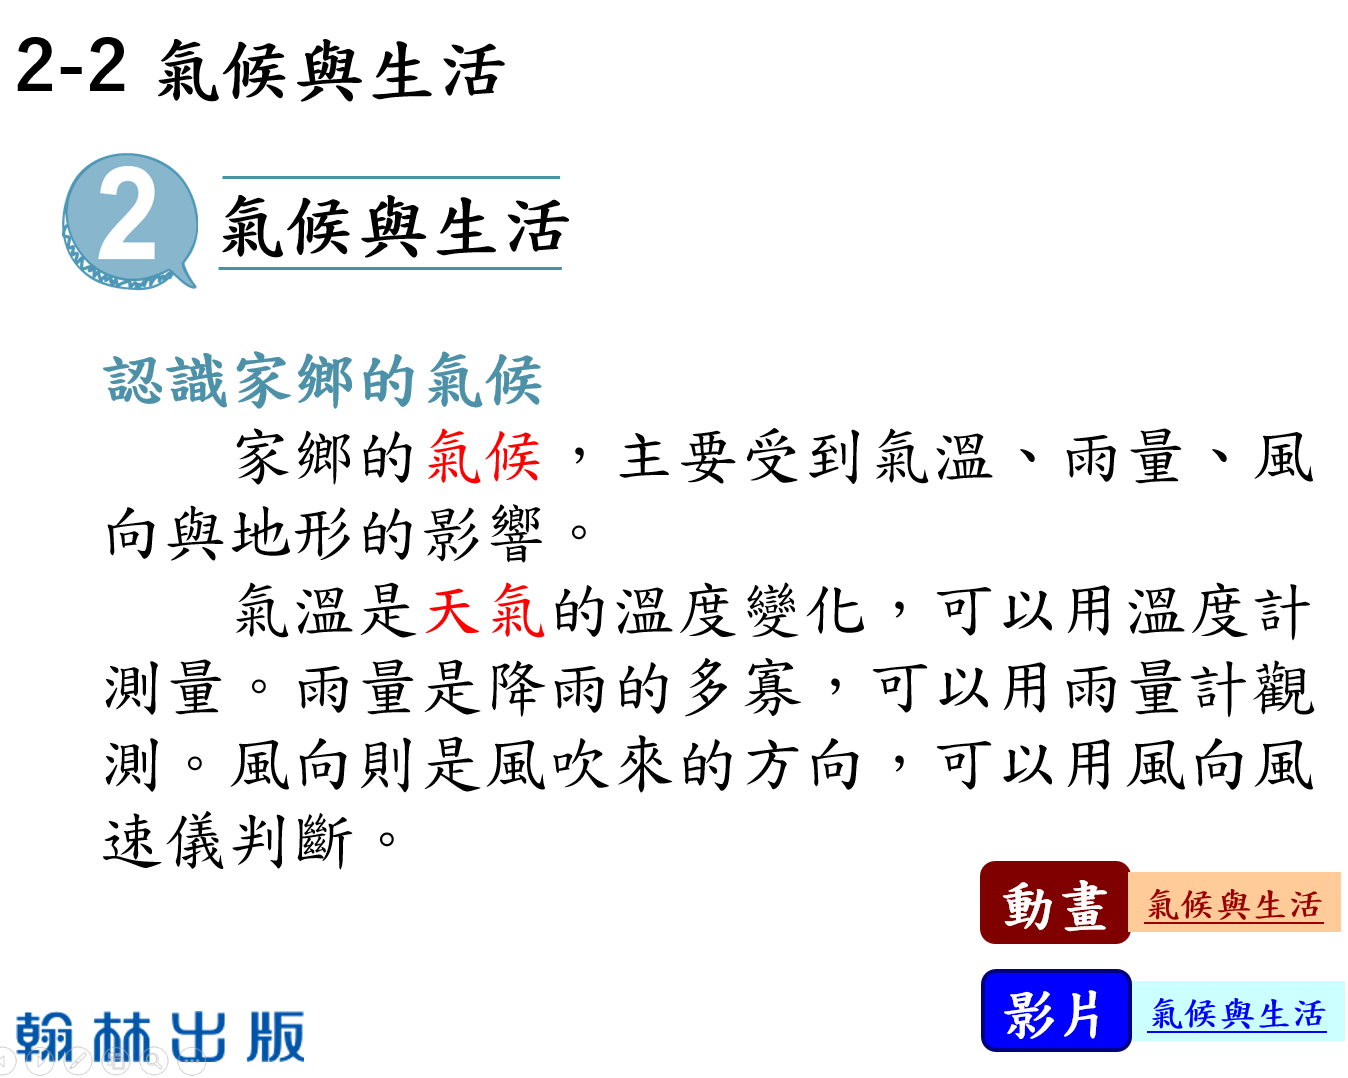 2-2 氣候與生活
2 氣候與生活
認識家鄉的氣候
家鄉的氣候，主要受到氣溫、雨量、風
向與地形的影響。
氣溫是天氣的溫度變化，可以用溫度計
測量。雨量是降雨的多寡，可以用雨量計觀
測。風向則是風吹來的方向，可以用風向風
速儀判斷。
動畫 氣候與生活
影片 氣候與生活
翰林出版